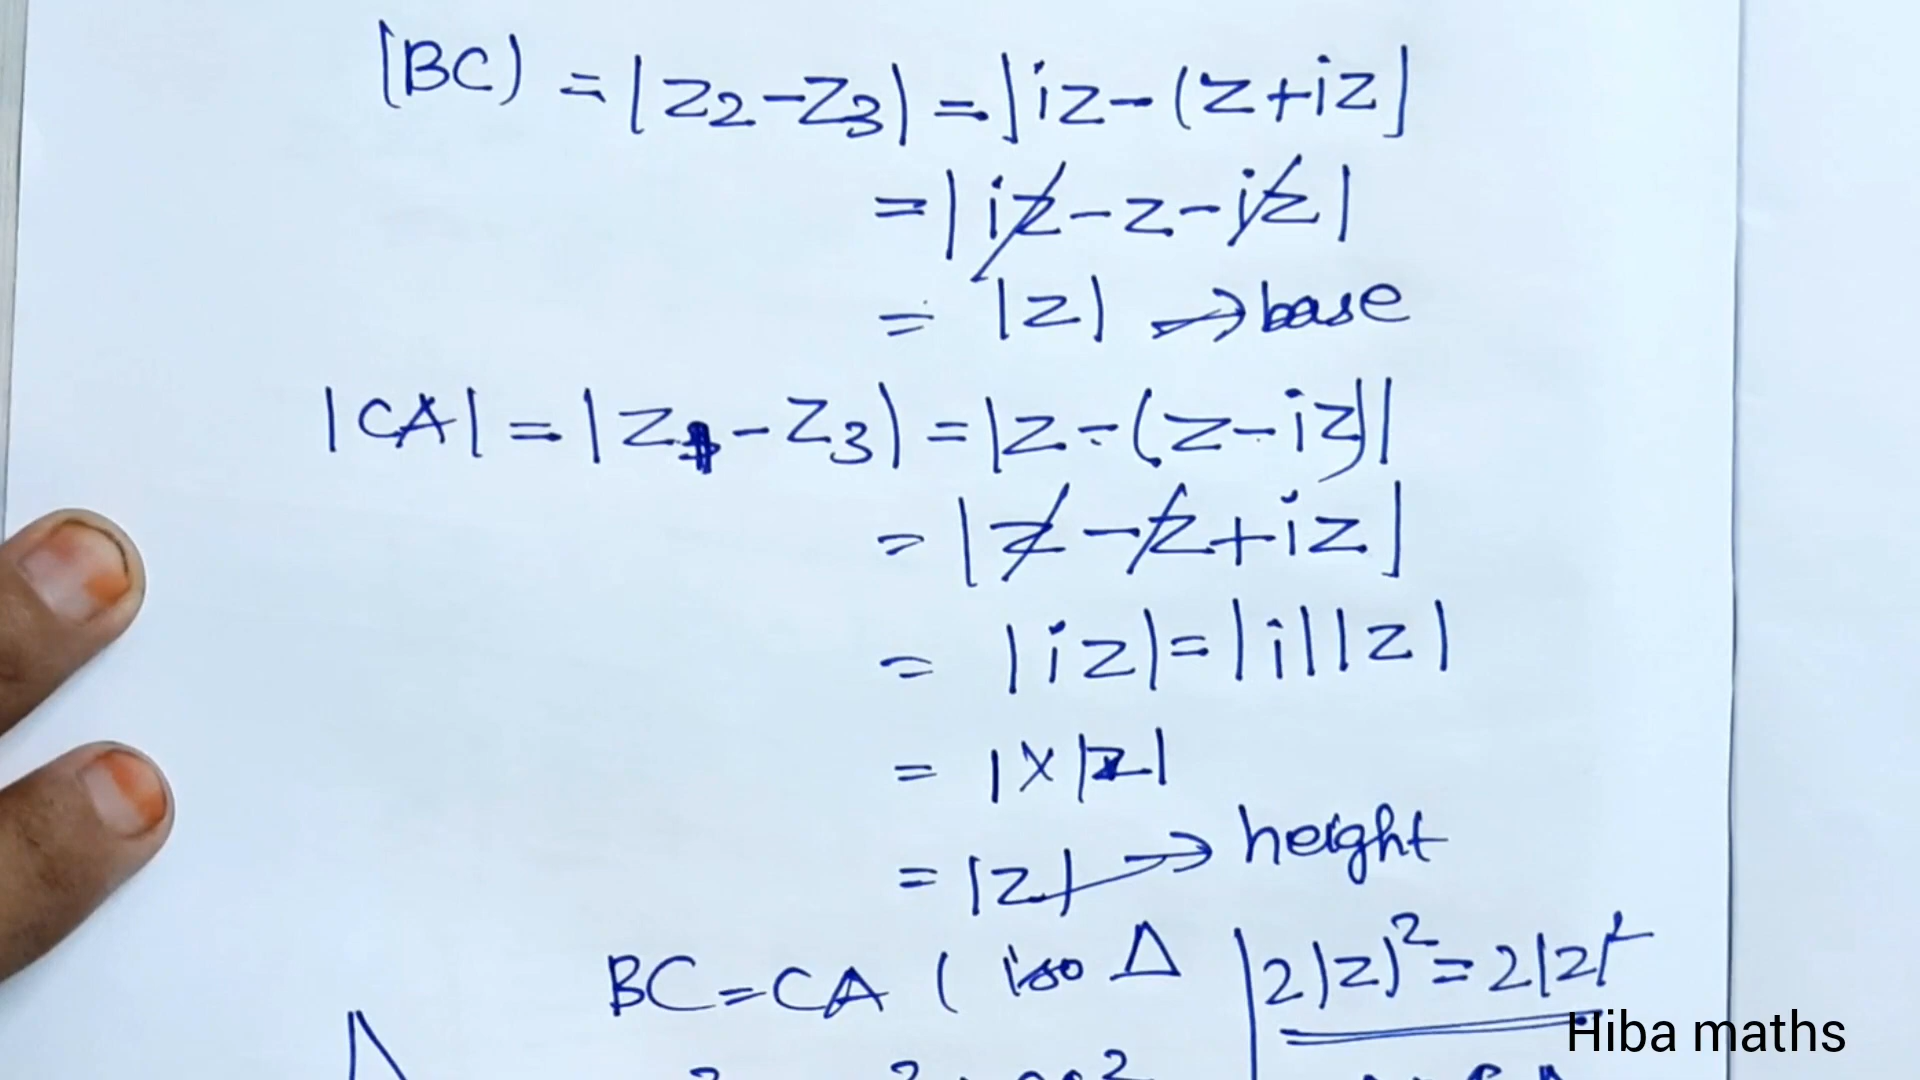 |BC| = |z2-z3| = |iz-(z+iz|
= |iz-z-iz|
= |z| → base
|CA| = |z1-z3| = |z-(z-iz)|
= |z-z+iz|
= |iz| = |i||z|
= 1×|z|
= |z| → height
BC=CA ( iso Δ
2|z|²=2|z|²
Hiba maths